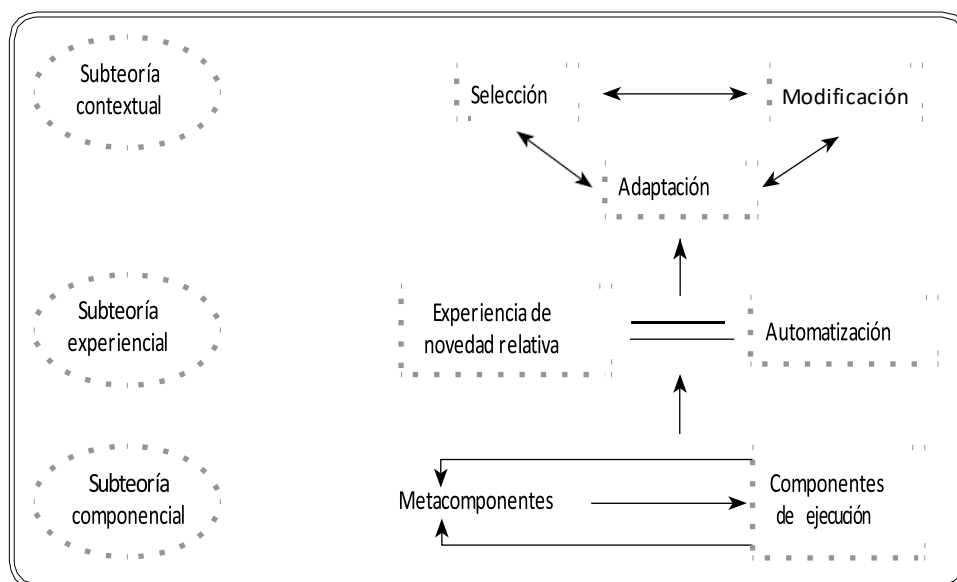 Subteoría
contextual
Selección
Modificación
Adaptación
Subteoría
experiencial
Experiencia de
novedad relativa
Automatización
Subteoría
componencial
Metacomponentes
Componentes
de ejecución